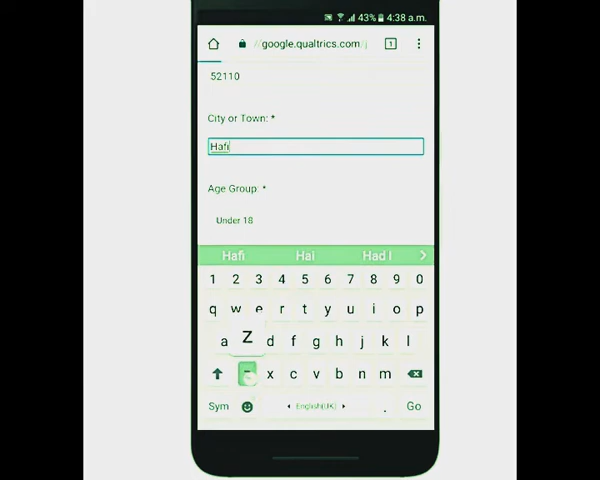 43% 4:38 a.m.
google.qualtrics.com/j 1
52110
City or Town: *
Hafi
Age Group: *
Under 18
Hafi Hai Had I >
1 2 3 4 5 6 7 8 9 0
q w e r t y u i o p
Z
a d f g h j k l
x c v b n m
Sym English(UK) . Go